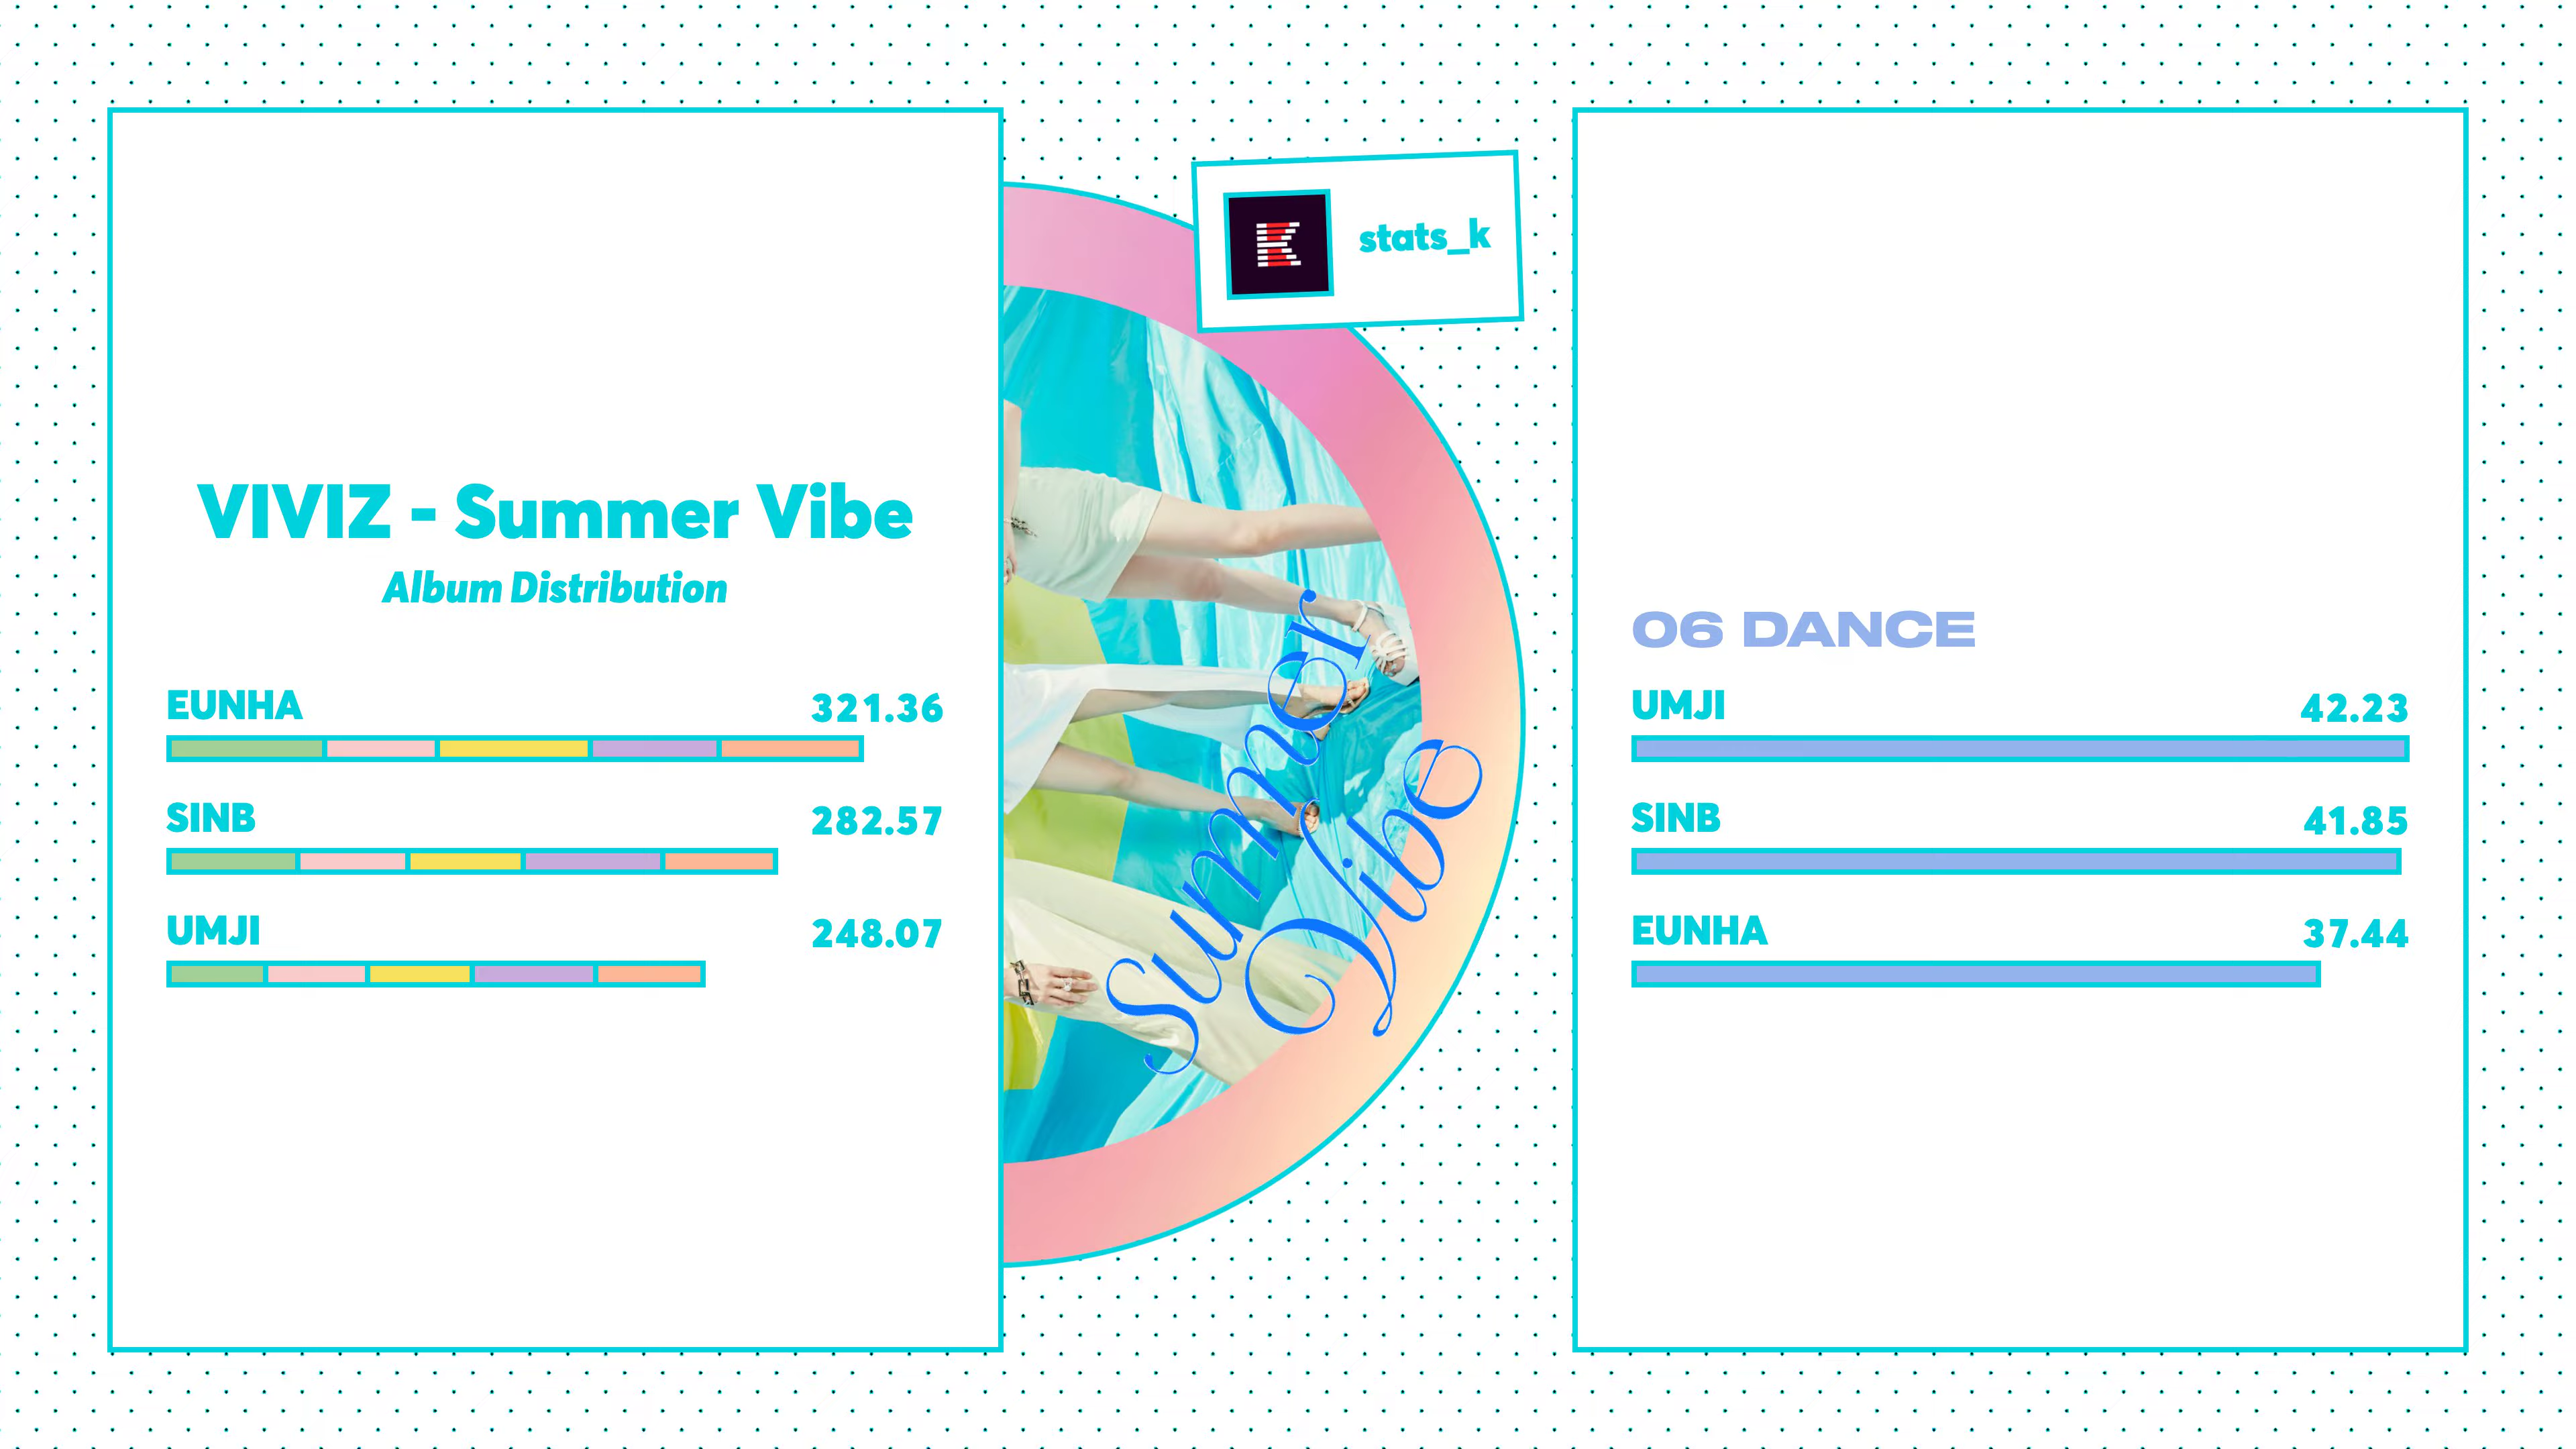 VIVIZ - Summer Vibe
Album Distribution
EUNHA 321.36
SINB 282.57
UMJI 248.07
Summer
Vibe
K stats_k
06 DANCE
UMJI 42.23
SINB 41.85
EUNHA 37.44